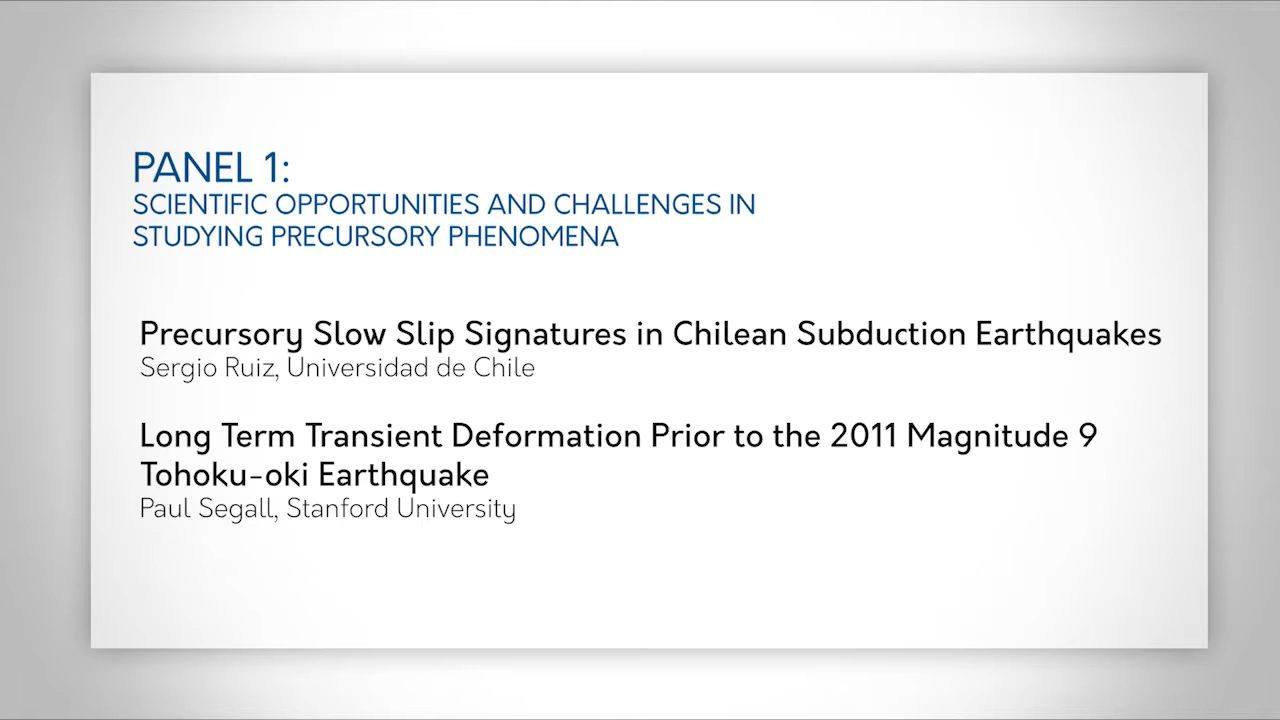 PANEL 1:
SCIENTIFIC OPPORTUNITIES AND CHALLENGES IN
STUDYING PRECURSORY PHENOMENA
Precursory Slow Slip Signatures in Chilean Subduction Earthquakes
Sergio Ruiz, Universidad de Chile
Long Term Transient Deformation Prior to the 2011 Magnitude 9
Tohoku-oki Earthquake
Paul Segall, Stanford University